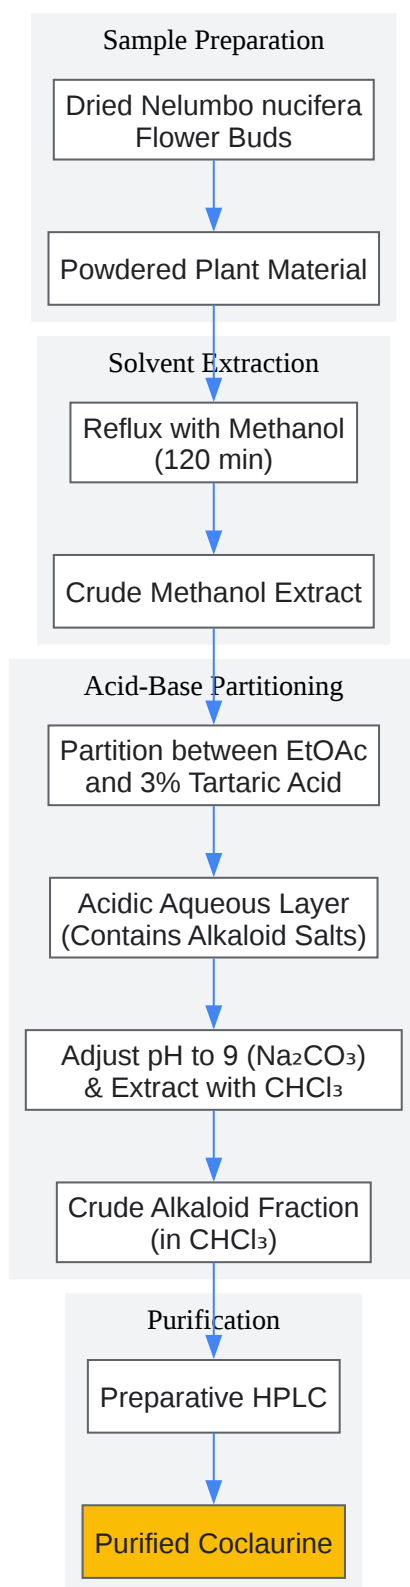 Sample Preparation
Dried Nelumbo nucifera
Flower Buds
Powdered Plant Material
Solvent Extraction
Reflux with Methanol
(120 min)
Crude Methanol Extract
Acid-Base Partitioning
Partition between EtOAc
and 3% Tartaric Acid
Acidic Aqueous Layer
(Contains Alkaloid Salts)
Adjust pH to 9 (Na₂CO₃)
& Extract with CHCl₃
Crude Alkaloid Fraction
(in CHCl₃)
Purification
Preparative HPLC
Purified Coclaurine